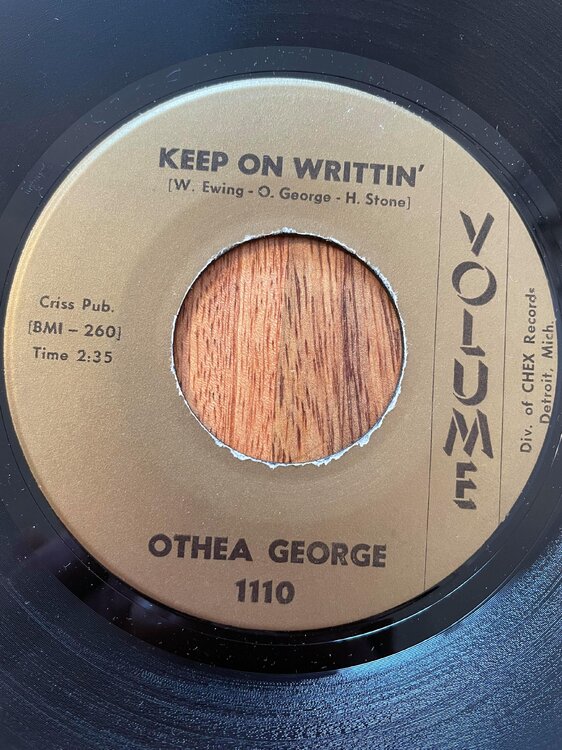 KEEP ON WRITTIN'
[W. Ewing - O. George - H. Stone]
Criss Pub.
[BMI – 260]
Time 2:35
VOLUME
Div. of CHEX Records
Detroit, Mich.
OTHEA GEORGE
1110